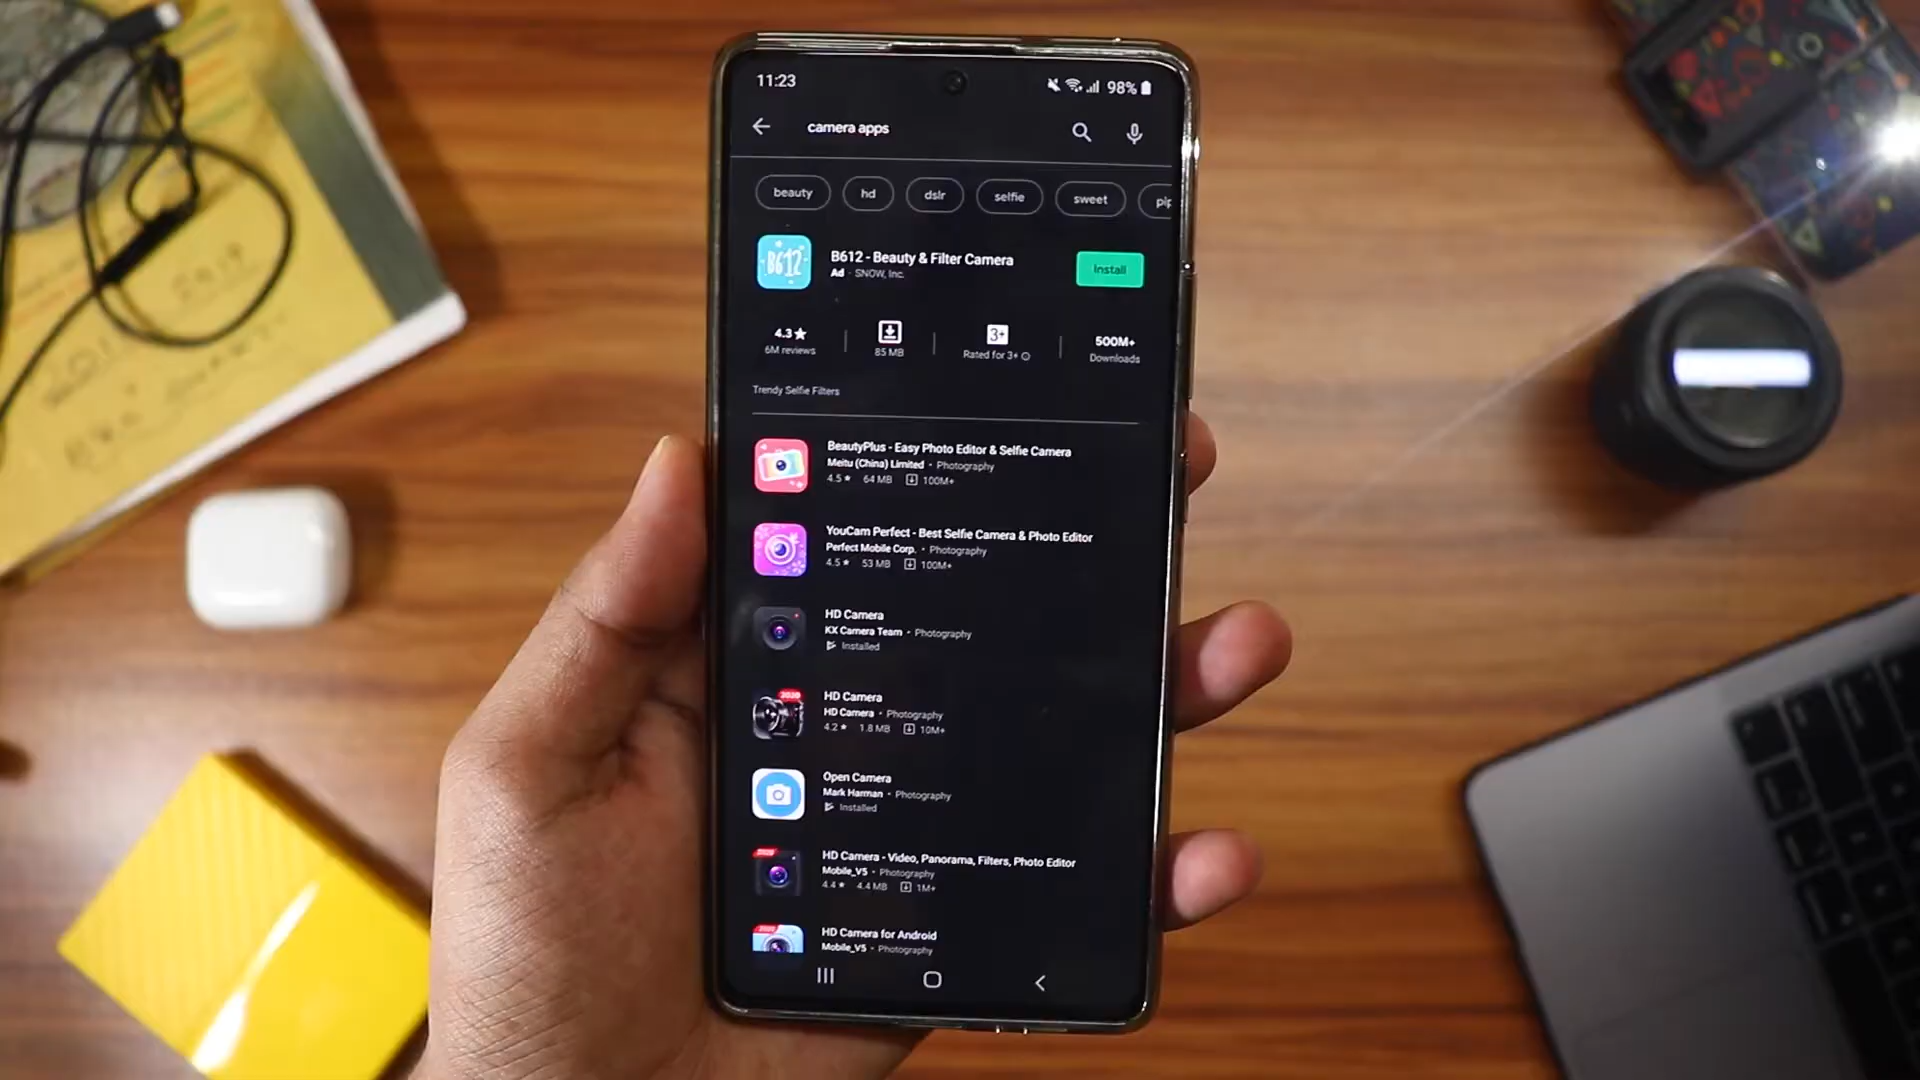 11:23
98%
camera apps
beauty
hd
dslr
selfie
sweet
pip
B612
B612 - Beauty & Filter Camera
Ad · SNOW, Inc.
Install
4.3★
6M reviews
85 MB
3+
Rated for 3+
500M+
Downloads
Trendy Selfie Filters
BeautyPlus - Easy Photo Editor & Selfie Camera
Meitu (China) Limited · Photography
4.5★ 64 MB 100M+
YouCam Perfect - Best Selfie Camera & Photo Editor
Perfect Mobile Corp. · Photography
4.5★ 53 MB 100M+
HD Camera
KX Camera Team · Photography
Installed
2020
HD Camera
HD Camera · Photography
4.2★ 1.8 MB 10M+
Open Camera
Mark Harman · Photography
Installed
2020
HD Camera - Video, Panorama, Filters, Photo Editor
Mobile_V5 · Photography
4.4★ 4.4 MB 1M+
2020
HD Camera for Android
Mobile_V5 · Photography